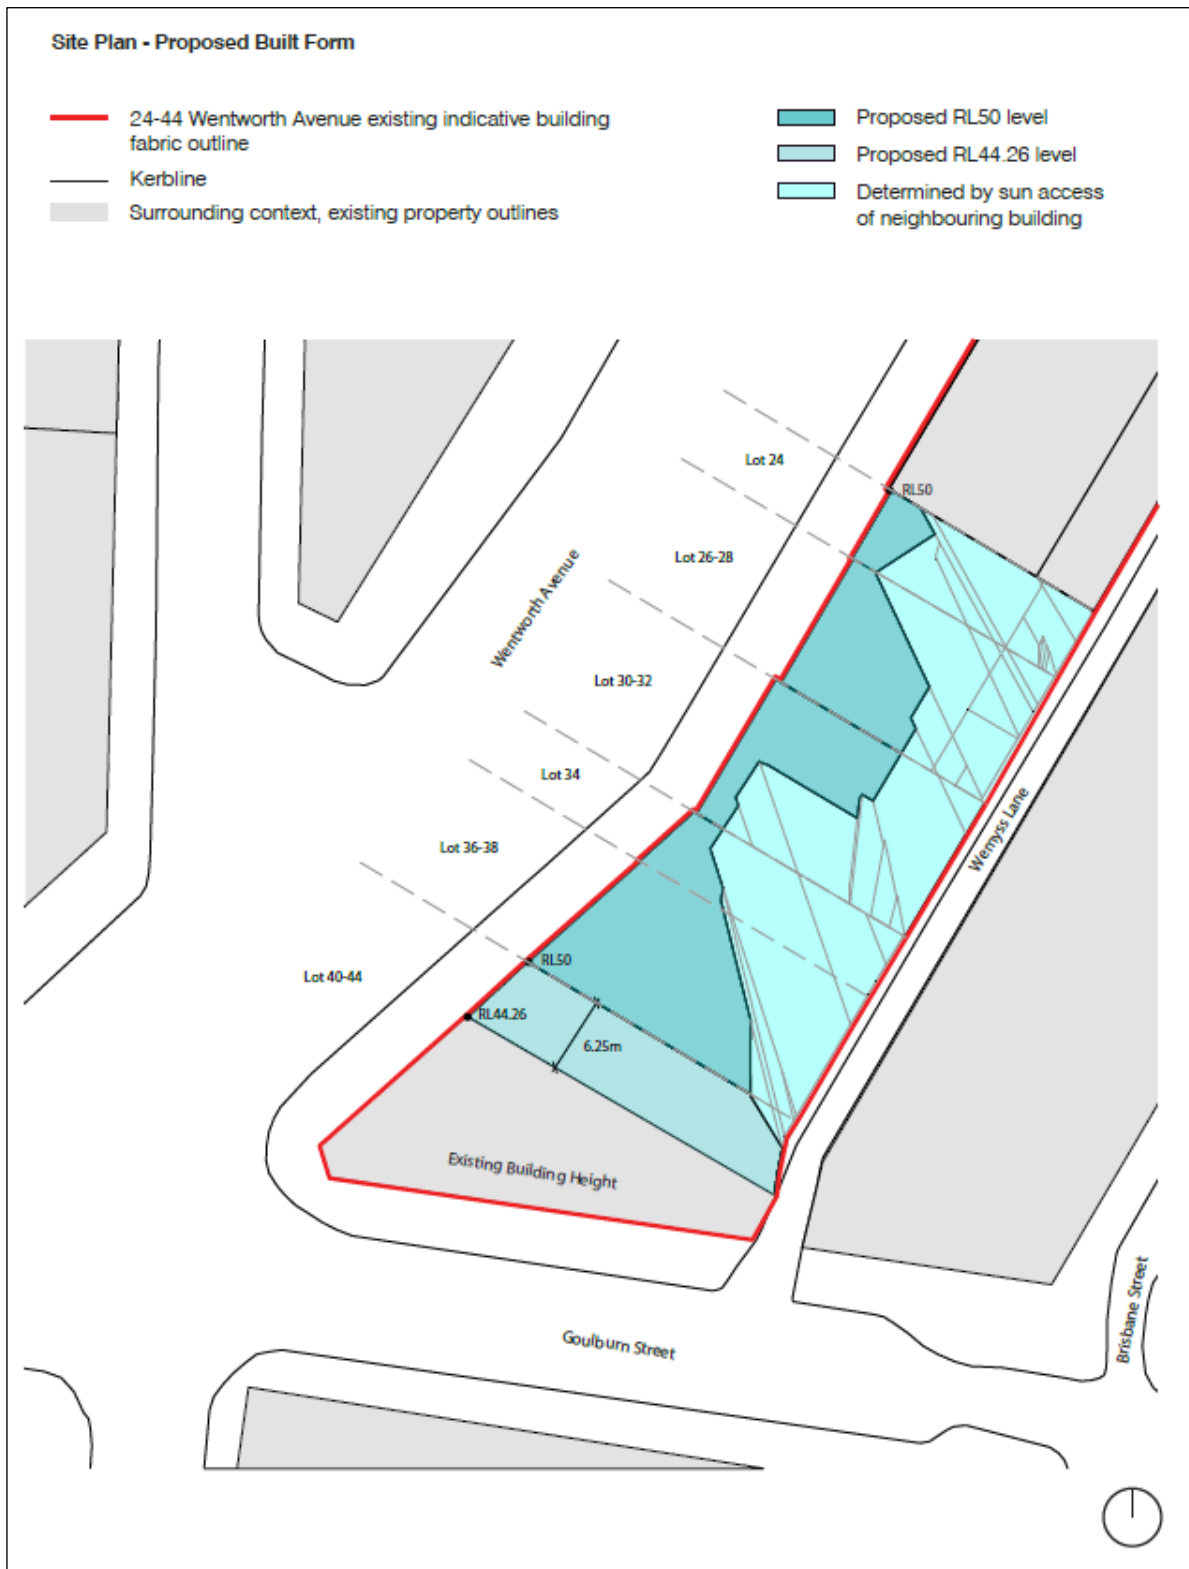 Site Plan - Proposed Built Form
24-44 Wentworth Avenue existing indicative building
fabric outline
Kerbline
Surrounding context, existing property outlines
Proposed RL50 level
Proposed RL44.26 level
Determined by sun access
of neighbouring building
Lot 24
RL50
Lot 26-28
Wentworth Avenue
Lot 30-32
Lot 34
Wemyss Lane
Lot 36-38
RL50
Lot 40-44
RL44.26
6.25m
Existing Building Height
Goulburn Street
Brisbane Street